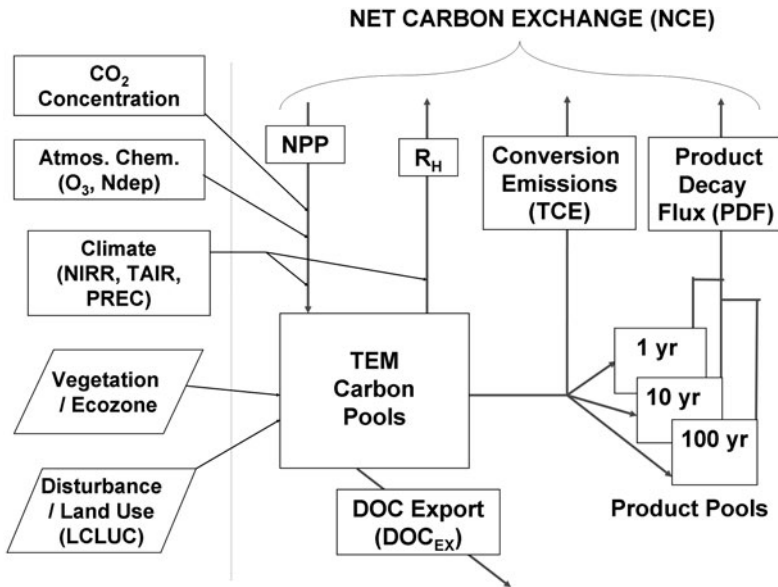 NET CARBON EXCHANGE (NCE)
CO₂
Concentration
Atmos. Chem.
(O₃, Ndep)
Climate
(NIRR, TAIR,
PREC)
Vegetation
/ Ecozone
Disturbance
/ Land Use
(LCLUC)
NPP
R_H
Conversion
Emissions
(TCE)
Product
Decay
Flux (PDF)
TEM
Carbon
Pools
1 yr
10 yr
100 yr
Product Pools
DOC Export
(DOC_EX)